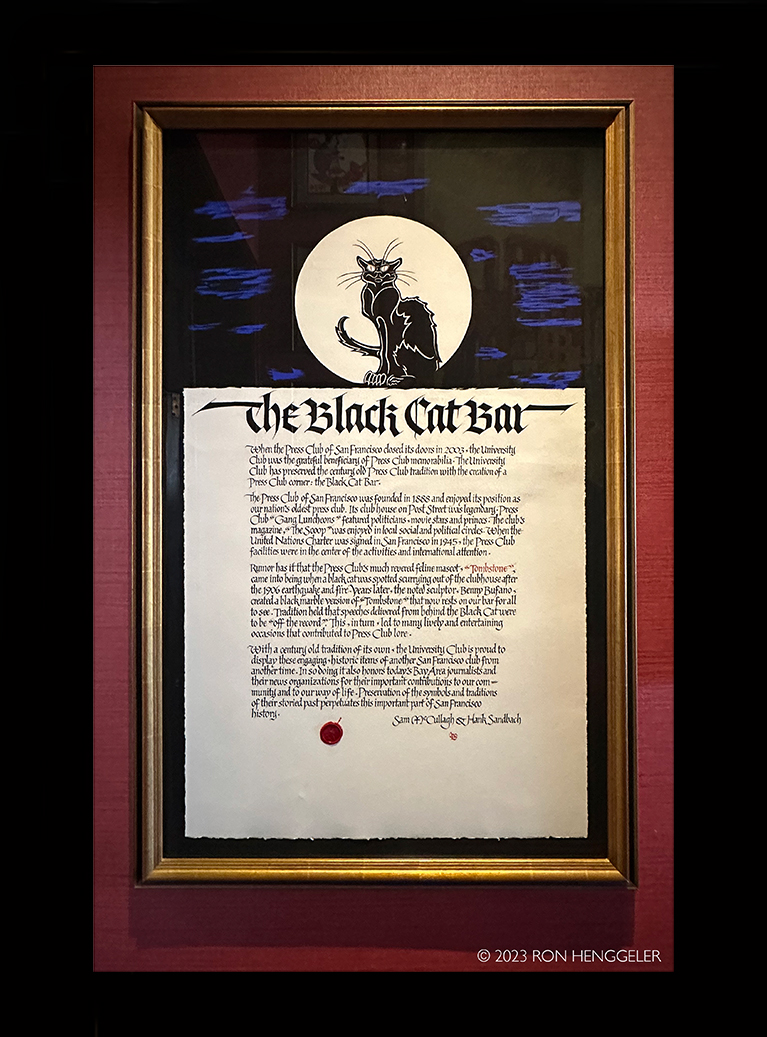 The Black Cat Bar
When the Press Club of San Francisco closed its doors in 2003 · the University
Club was the grateful beneficiary of Press Club memorabilia · The University
Club has preserved the century old Press Club tradition with the creation of a
Press Club corner : the Black Cat Bar ·
The Press Club of San Francisco was founded in 1888 and enjoyed its position as
our nation's oldest press club. Its club house on Post Street was legendary; Press
Club "Gang Luncheons" featured politicians · movie stars and princes · The club's
magazine · "The Scoop" was enjoyed in local social and political circles · When the
United Nations Charter was signed in San Francisco in 1945 · the Press Club
facilities were in the center of the activities and international attention ·
Rumor has it that the Press Club's much revered feline mascot · "Tombstone" ·
came into being when a black cat was spotted scurrying out of the clubhouse after
the 1906 earthquake and fire · Years later · the noted sculptor · Benny Bufano ·
created a black marble version of "Tombstone" that now rests on our bar for all
to see · Tradition held that speeches delivered from behind the Black Cat were
to be "off the record". This · in turn · led to many lively and entertaining
occasions that contributed to Press Club lore ·
With a century old tradition of its own · the University Club is proud to
display these engaging · historic items of another San Francisco club from
another time · In so doing it also honors today's Bay Area journalists and
their news organizations for their important contributions to our com–
munity and to our way of life · Preservation of the symbols and traditions
of their storied past perpetuates this important part of San Francisco
history ·
Sam McCullagh & Hank Sandbach
© 2023 RON HENGGELER